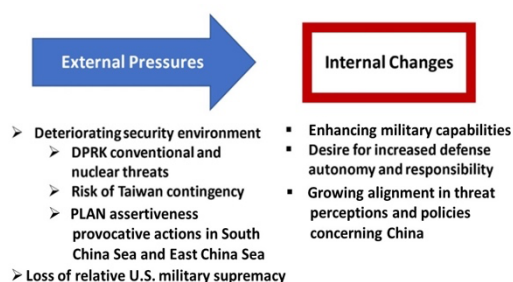 External Pressures
Internal Changes
➢ Deteriorating security environment
➢ DPRK conventional and
nuclear threats
➢ Risk of Taiwan contingency
➢ PLAN assertiveness
provocative actions in South
China Sea and East China Sea
➢ Loss of relative U.S. military supremacy
▪ Enhancing military capabilities
▪ Desire for increased defense
autonomy and responsibility
▪ Growing alignment in threat
perceptions and policies
concerning China